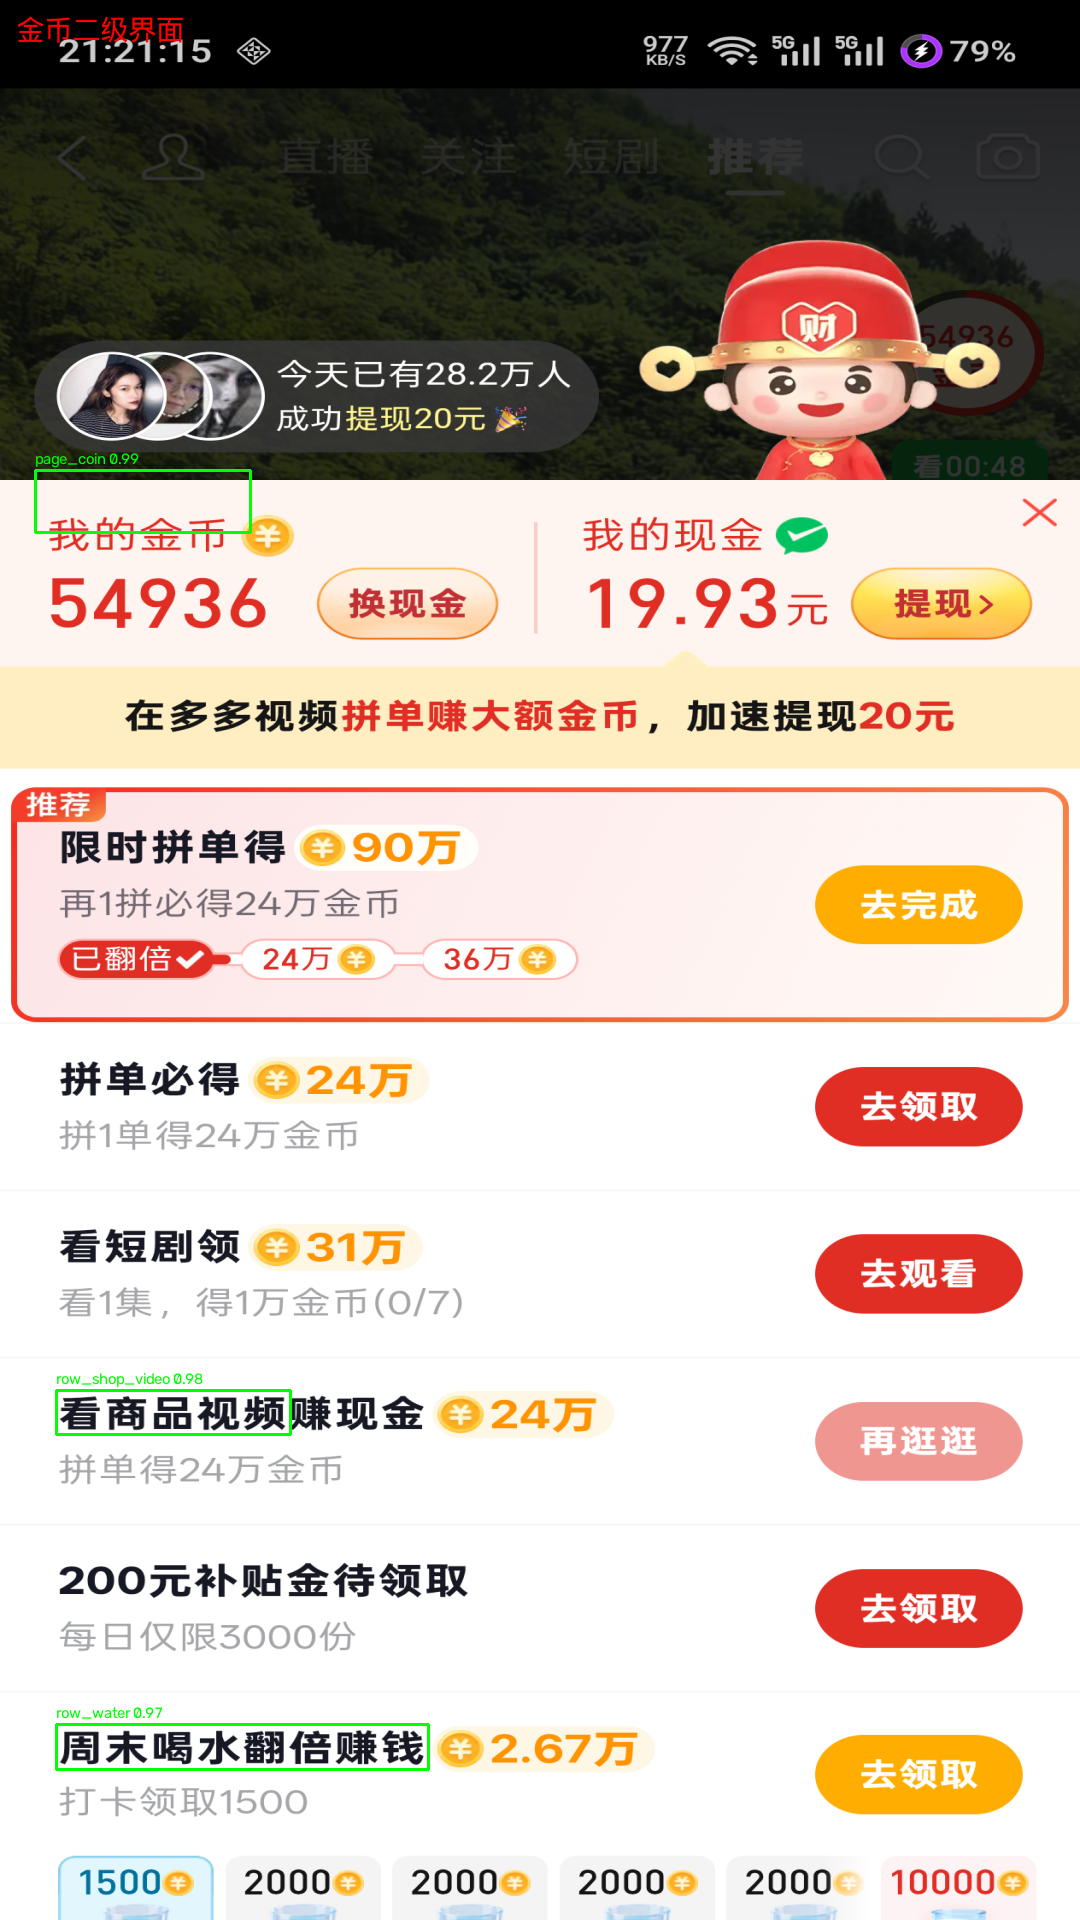 金币二级界面
21:21:15
977 KB/S 5G 5G 79%
直播 关注 短剧 推荐
财
54936
今天已有28.2万人
成功提现20元
看00:48
page_coin 0.99
我的金币
我的现金
54936 换现金
19.93元 提现>
在多多视频拼单赚大额金币，加速提现20元
推荐
限时拼单得 90万
再1拼必得24万金币
去完成
已翻倍 24万 36万
拼单必得 24万
拼1单得24万金币
去领取
看短剧领 31万
看1集，得1万金币(0/7)
去观看
row_shop_video 0.98
看商品视频赚现金 24万
拼单得24万金币
再逛逛
200元补贴金待领取
每日仅限3000份
去领取
row_water 0.97
周末喝水翻倍赚钱 2.67万
打卡领取1500
去领取
1500 2000 2000 2000 2000 10000